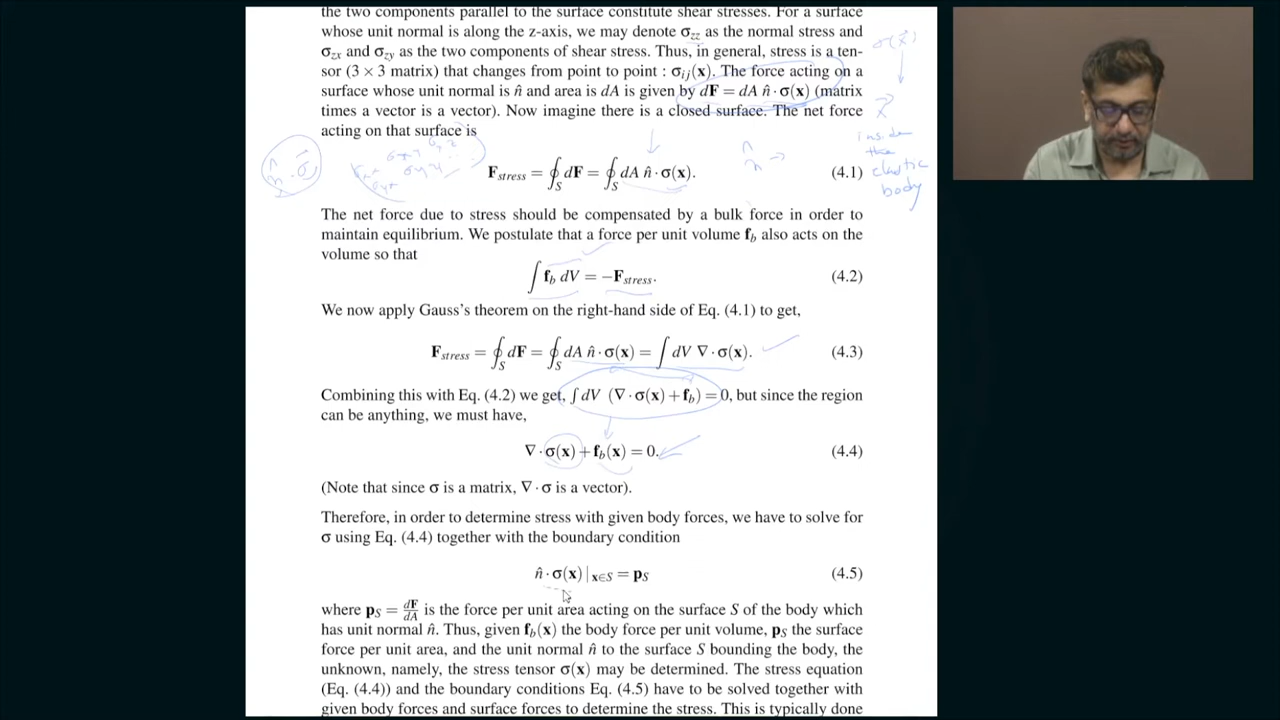 the two components parallel to the surface constitute shear stresses. For a surface
whose unit normal is along the z-axis, we may denote σzz as the normal stress and
σzx and σzy as the two components of shear stress. Thus, in general, stress is a ten-
sor (3 × 3 matrix) that changes from point to point : σij(x). The force acting on a
surface whose unit normal is n̂ and area is dA is given by dF = dA n̂ · σ(x) (matrix
times a vector is a vector). Now imagine there is a closed surface. The net force
acting on that surface is
Fstress = ∮S dF = ∮S dA n̂ · σ(x). (4.1)
inside
the
elastic
body
The net force due to stress should be compensated by a bulk force in order to
maintain equilibrium. We postulate that a force per unit volume fb also acts on the
volume so that
∫ fb dV = −Fstress. (4.2)
We now apply Gauss's theorem on the right-hand side of Eq. (4.1) to get,
Fstress = ∮S dF = ∮S dA n̂ · σ(x) = ∫ dV ∇ · σ(x). (4.3)
Combining this with Eq. (4.2) we get, ∫ dV (∇ · σ(x) + fb) = 0, but since the region
can be anything, we must have,
∇ · σ(x) + fb(x) = 0. (4.4)
(Note that since σ is a matrix, ∇ · σ is a vector).
Therefore, in order to determine stress with given body forces, we have to solve for
σ using Eq. (4.4) together with the boundary condition
n̂ · σ(x) |x∈S = pS (4.5)
where pS = dF/dA is the force per unit area acting on the surface S of the body which
has unit normal n̂. Thus, given fb(x) the body force per unit volume, pS the surface
force per unit area, and the unit normal n̂ to the surface S bounding the body, the
unknown, namely, the stress tensor σ(x) may be determined. The stress equation
(Eq. (4.4)) and the boundary conditions Eq. (4.5) have to be solved together with
given body forces and surface forces to determine the stress. This is typically done